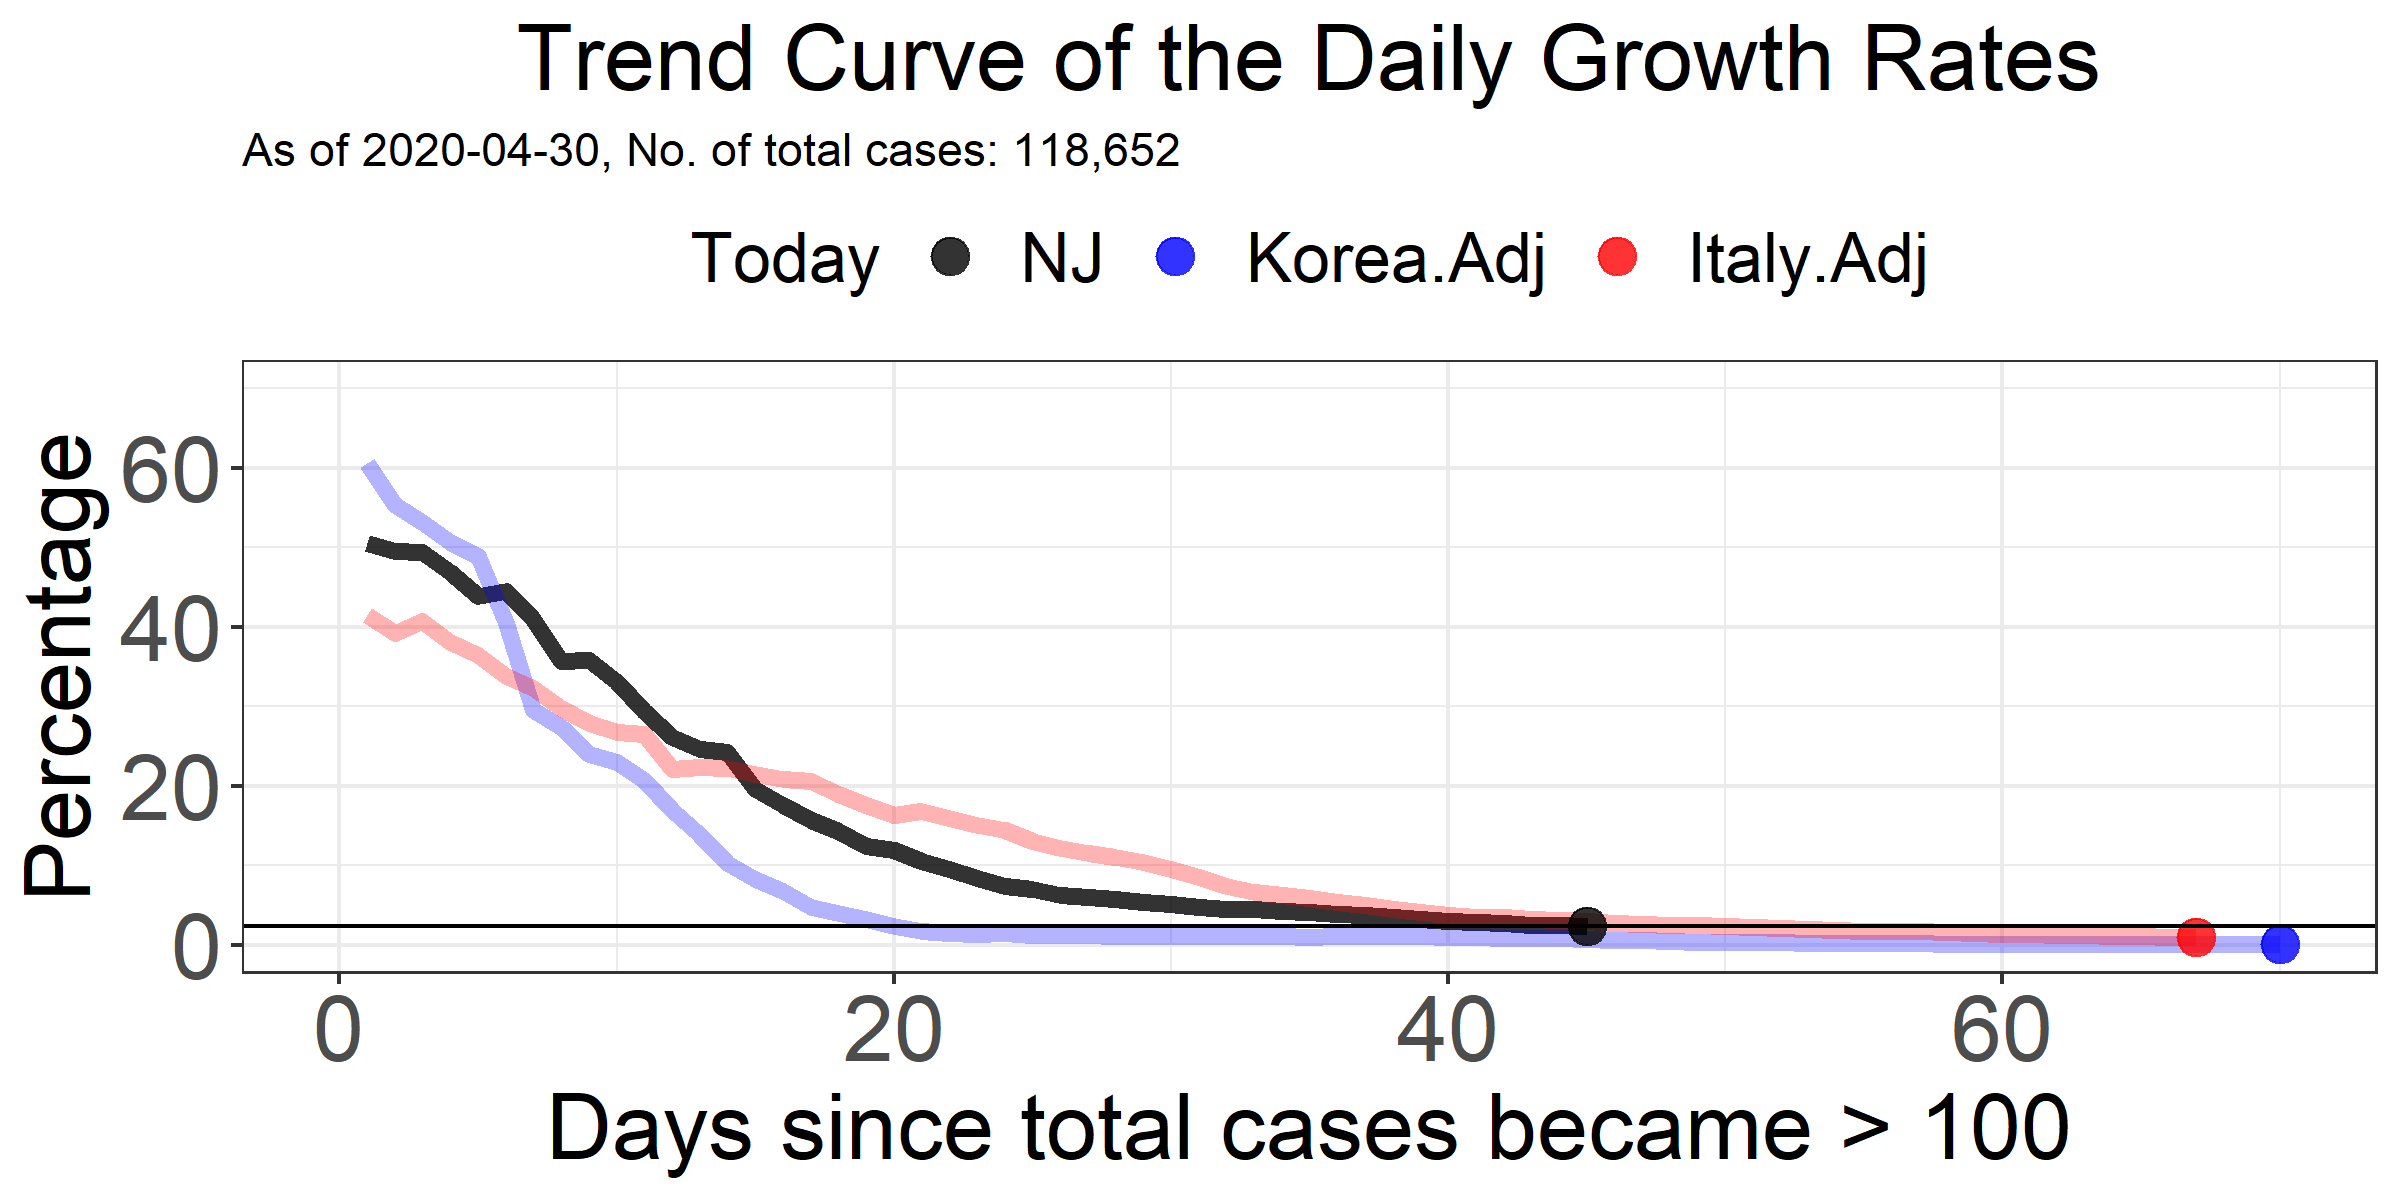 Trend Curve of the Daily Growth Rates
As of 2020-04-30, No. of total cases: 118,652
Today NJ Korea.Adj Italy.Adj
Percentage
60
40
20
0
0 20 40 60
Days since total cases became > 100